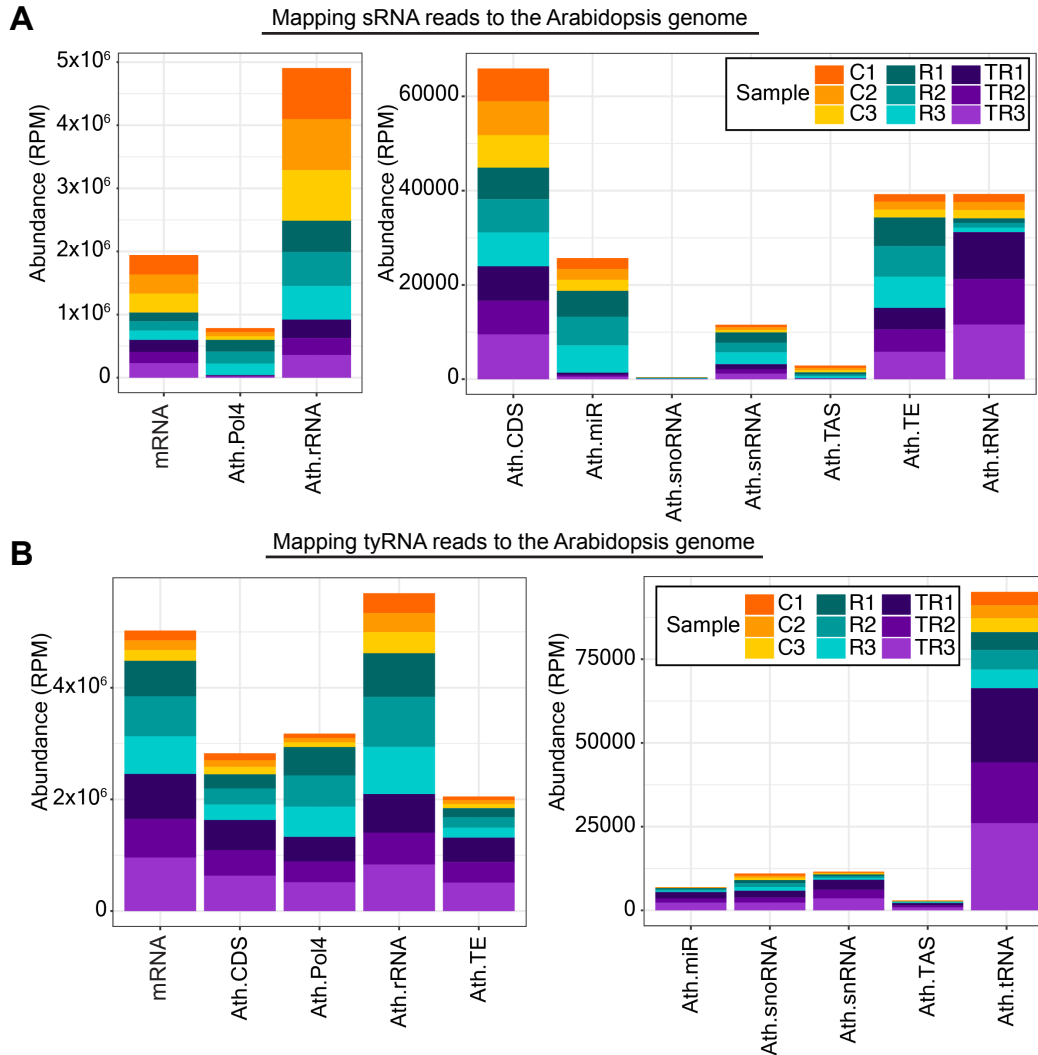 A
Mapping sRNA reads to the Arabidopsis genome
Abundance (RPM)
5x10⁶
4x10⁶
3x10⁶
2x10⁶
1x10⁶
0
mRNA
Ath.Pol4
Ath.rRNA
Abundance (RPM)
60000
40000
20000
0
Sample
C1 R1 TR1
C2 R2 TR2
C3 R3 TR3
Ath.CDS
Ath.miR
Ath.snoRNA
Ath.snRNA
Ath.TAS
Ath.TE
Ath.tRNA
B
Mapping tyRNA reads to the Arabidopsis genome
Abundance (RPM)
4x10⁶
2x10⁶
0
mRNA
Ath.CDS
Ath.Pol4
Ath.rRNA
Ath.TE
Abundance (RPM)
75000
50000
25000
0
Sample
C1 R1 TR1
C2 R2 TR2
C3 R3 TR3
Ath.miR
Ath.snoRNA
Ath.snRNA
Ath.TAS
Ath.tRNA